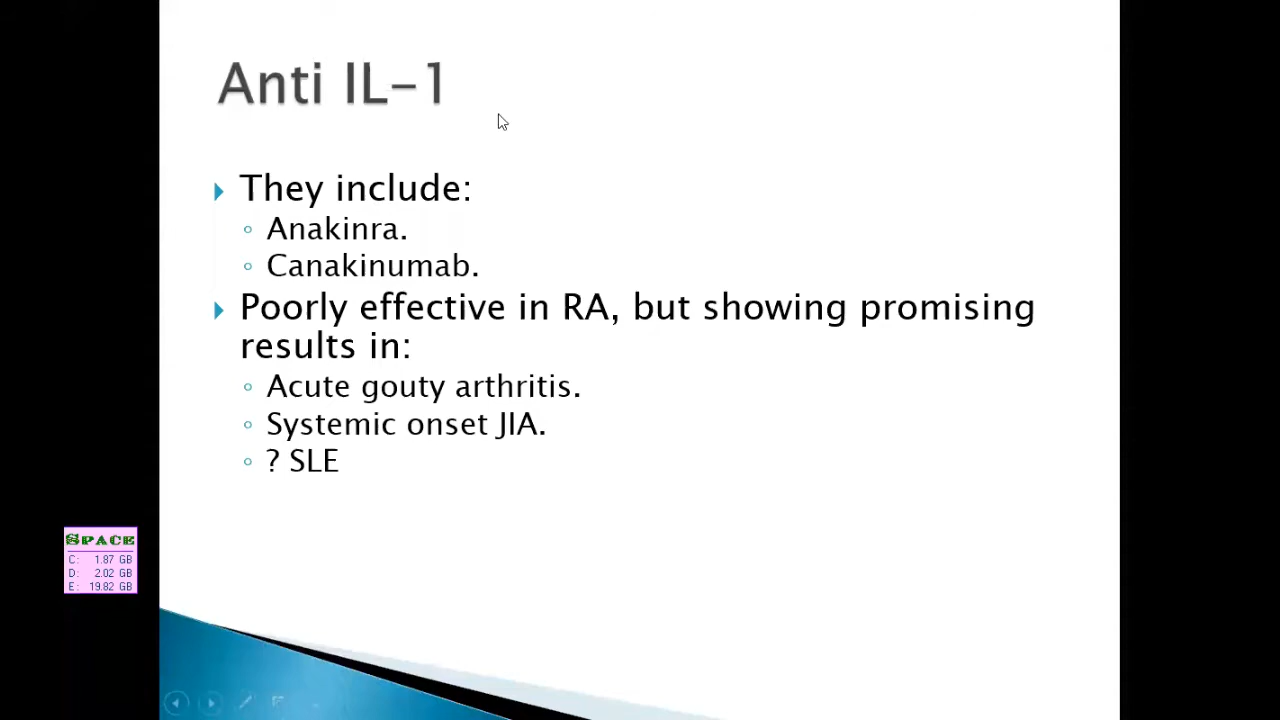 Anti IL-1
They include:
Anakinra.
Canakinumab.
Poorly effective in RA, but showing promising
results in:
Acute gouty arthritis.
Systemic onset JIA.
? SLE
SPACE
C: 1.87 GB
D: 2.02 GB
E: 19.82 GB